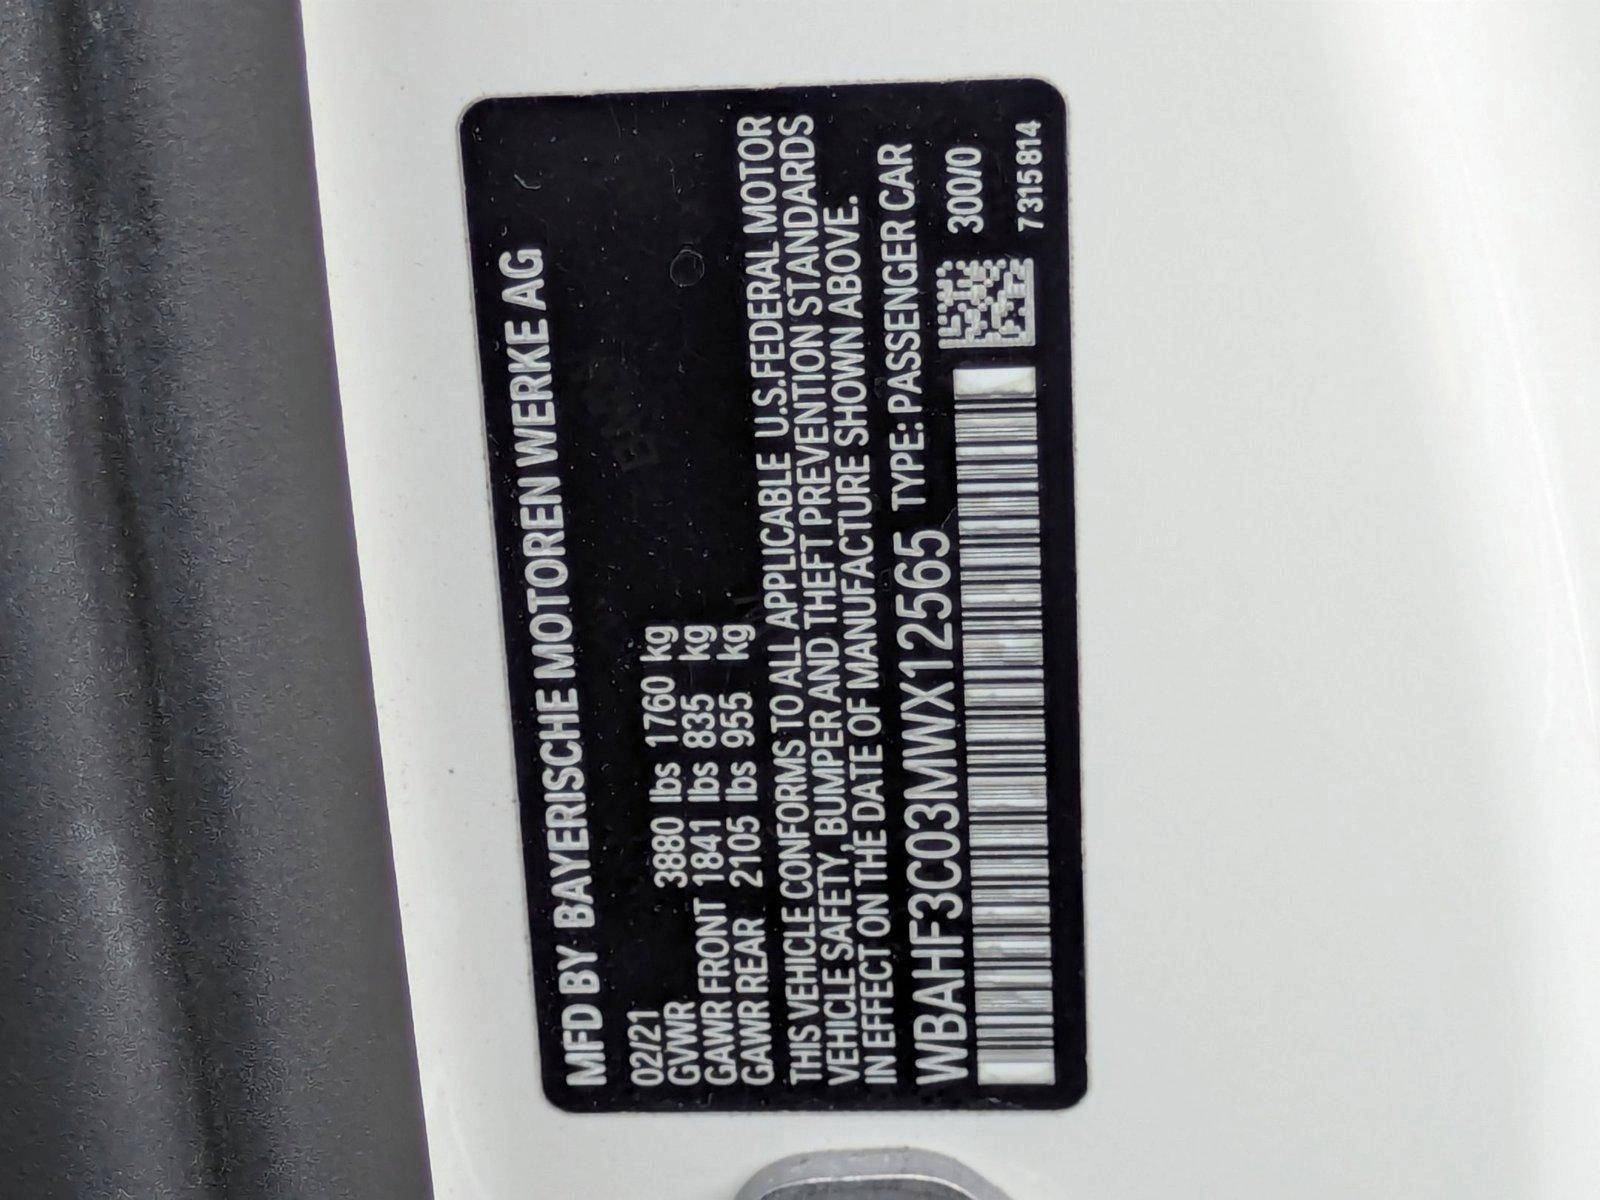 MFD BY BAYERISCHE MOTOREN WERKE AG
02/21
GVWR 3880 lbs 1760 kg
GAWR FRONT 1841 lbs 835 kg
GAWR REAR 2105 lbs 955 kg
THIS VEHICLE CONFORMS TO ALL APPLICABLE U.S.FEDERAL MOTOR
VEHICLE SAFETY, BUMPER AND THEFT PREVENTION STANDARDS
IN EFFECT ON THE DATE OF MANUFACTURE SHOWN ABOVE.
WBAHF3C03MWX12565 TYPE: PASSENGER CAR
300/0
7315814